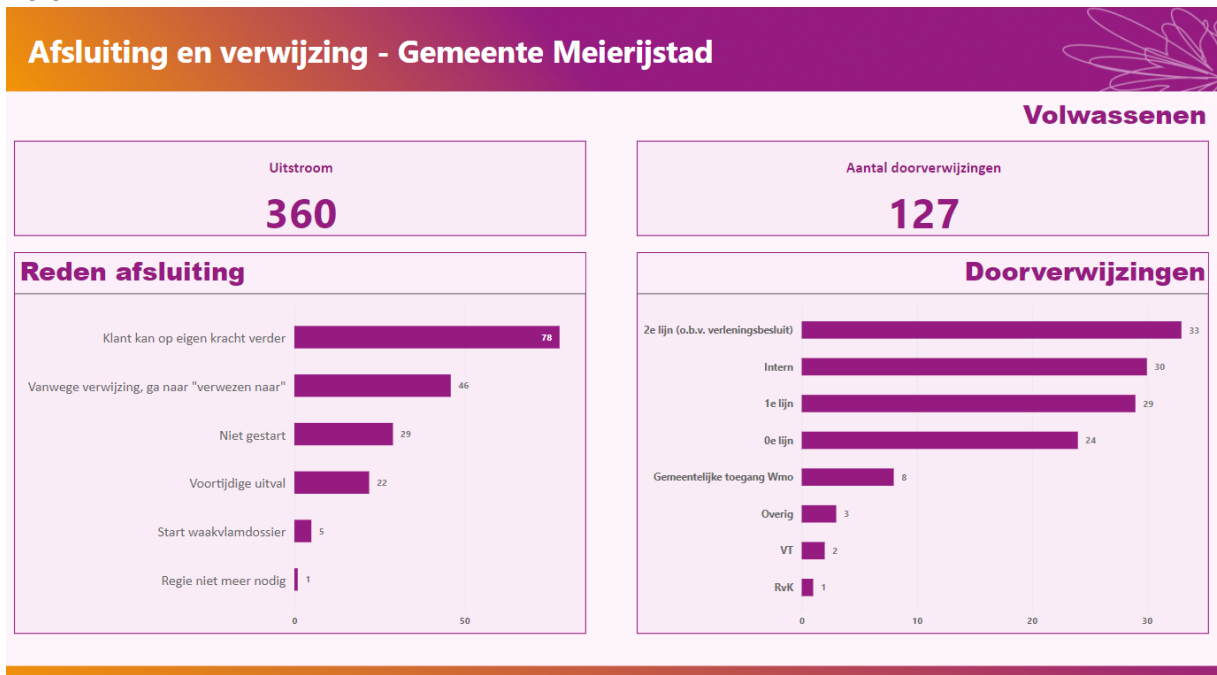 Afsluiting en verwijzing - Gemeente Meierijstad
Volwassenen
Uitstroom
360
Aantal doorverwijzingen
127
Reden afsluiting
Klant kan op eigen kracht verder 78
Vanwege verwijzing, ga naar "verwezen naar" 46
Niet gestart 29
Voortijdige uitval 22
Start waakvlamdossier 5
Regie niet meer nodig 1
0 50
Doorverwijzingen
2e lijn (o.b.v. verleningsbesluit) 33
Intern 30
1e lijn 29
0e lijn 24
Gemeentelijke toegang Wmo 8
Overig 3
VT 2
RvK 1
0 10 20 30